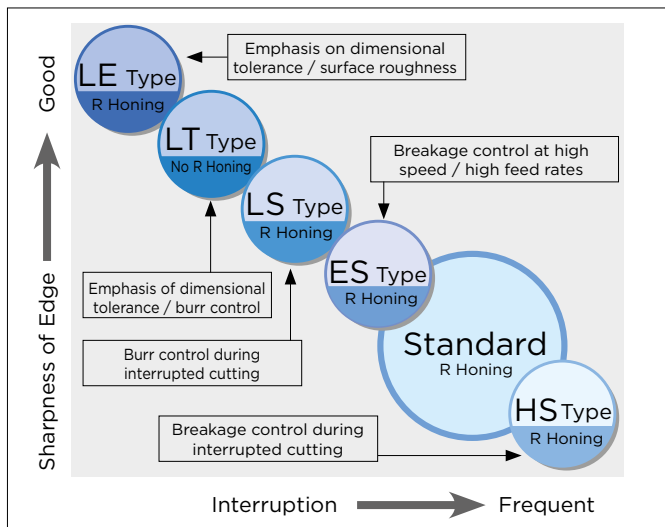 Emphasis on dimensional
tolerance / surface roughness
LE Type
R Honing
LT Type
No R Honing
Breakage control at high
speed / high feed rates
LS Type
R Honing
ES Type
R Honing
Emphasis of dimensional
tolerance / burr control
Standard
R Honing
Burr control during
interrupted cutting
HS Type
R Honing
Breakage control during
interrupted cutting
Good
Sharpness of Edge
Interruption
Frequent